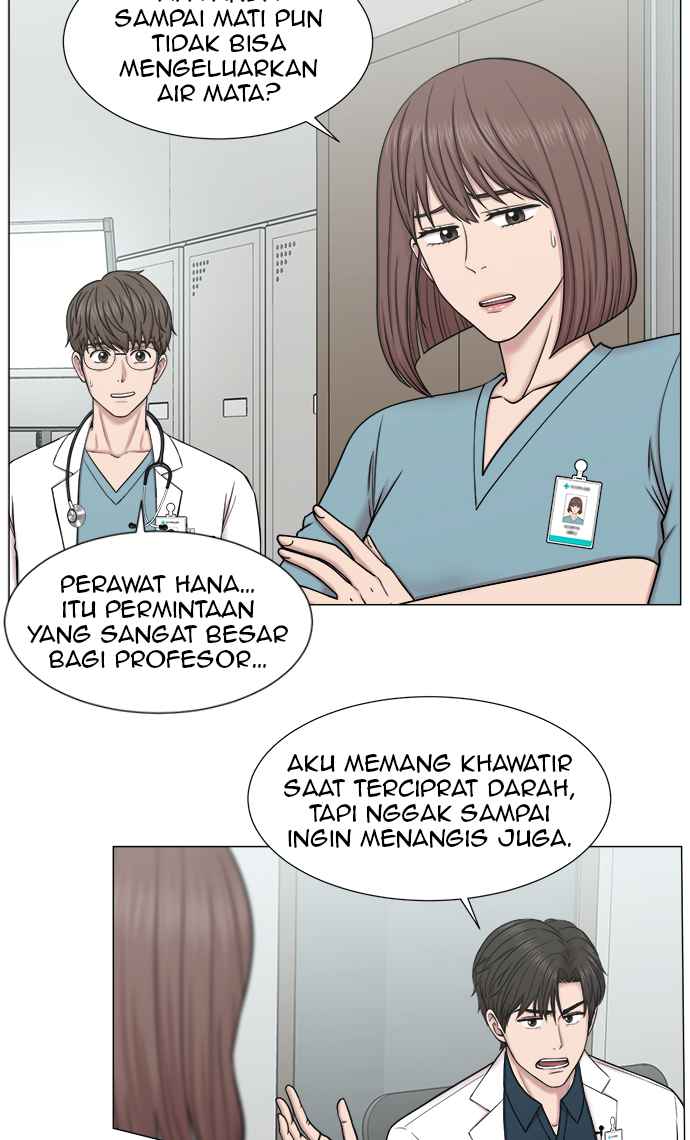 SAMPAI MATI PUN
TIDAK BISA
MENGELUARKAN
AIR MATA?
PERAWAT HANA...
ITU PERMINTAAN
YANG SANGAT BESAR
BAGI PROFESOR...
AKU MEMANG KHAWATIR
SAAT TERCIPRAT DARAH,
TAPI NGGAK SAMPAI
INGIN MENANGIS JUGA.